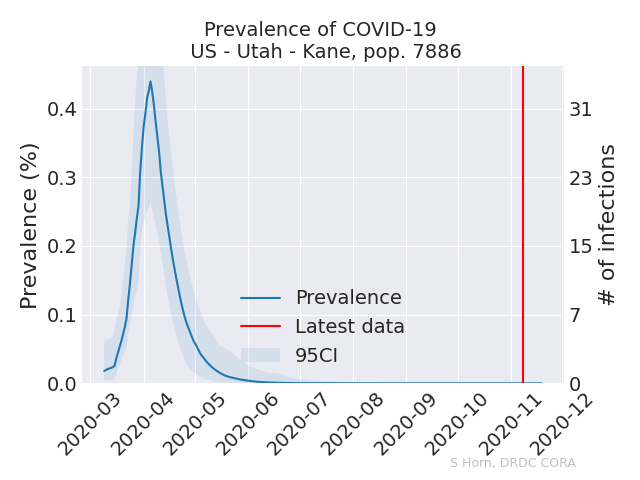 Prevalence of COVID-19
US - Utah - Kane, pop. 7886
Prevalence (%)
0.4
0.3
0.2
0.1
0.0
31
23
15
7
0
# of infections
Prevalence
Latest data
95CI
2020-03
2020-04
2020-05
2020-06
2020-07
2020-08
2020-09
2020-10
2020-11
2020-12
S Horn, DRDC CORA